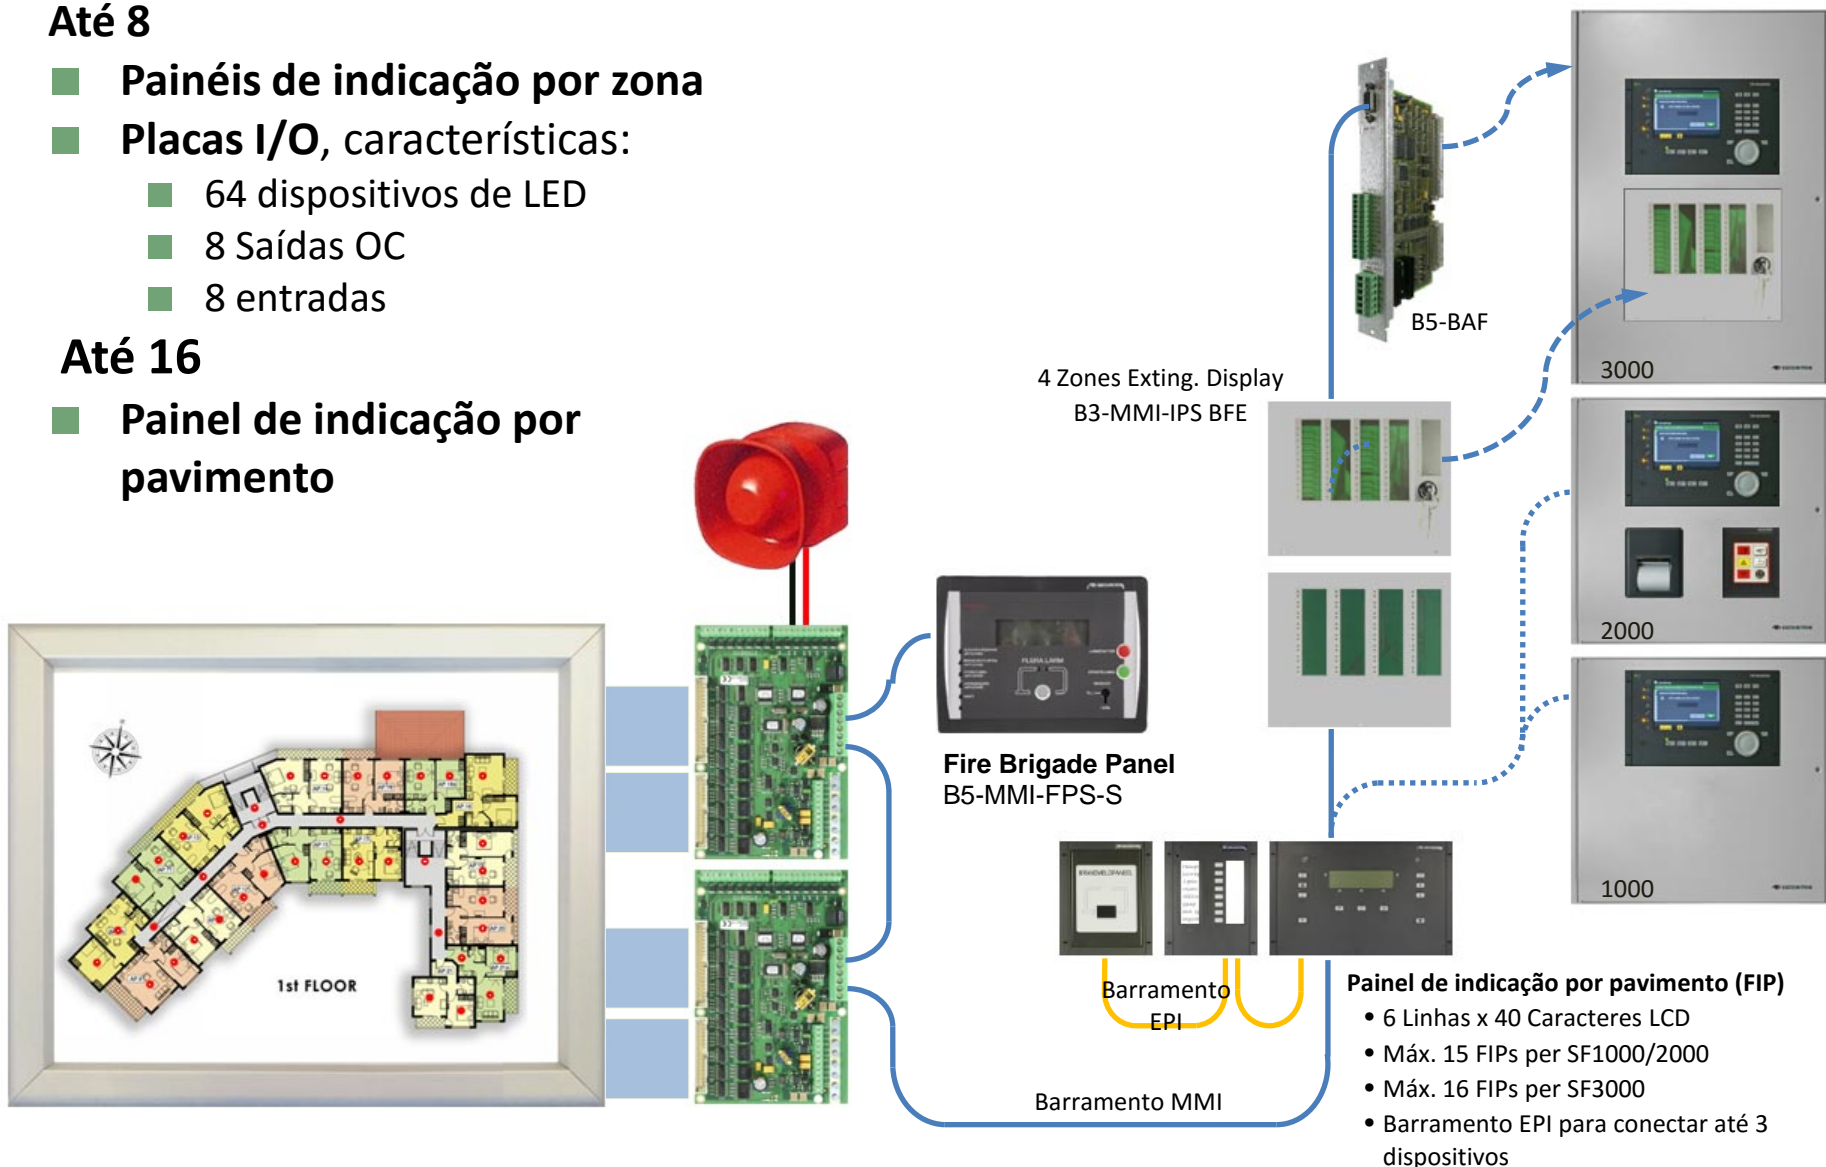 Até 8
Painéis de indicação por zona
Placas I/O, características:
64 dispositivos de LED
8 Saídas OC
8 entradas
Até 16
Painel de indicação por
pavimento
B5-BAF
4 Zones Exting. Display
B3-MMI-IPS BFE
3000
2000
1000
Fire Brigade Panel
B5-MMI-FPS-S
1st FLOOR
Barramento
EPI
Barramento MMI
Painel de indicação por pavimento (FIP)
• 6 Linhas x 40 Caracteres LCD
• Máx. 15 FIPs per SF1000/2000
• Máx. 16 FIPs per SF3000
• Barramento EPI para conectar até 3
dispositivos